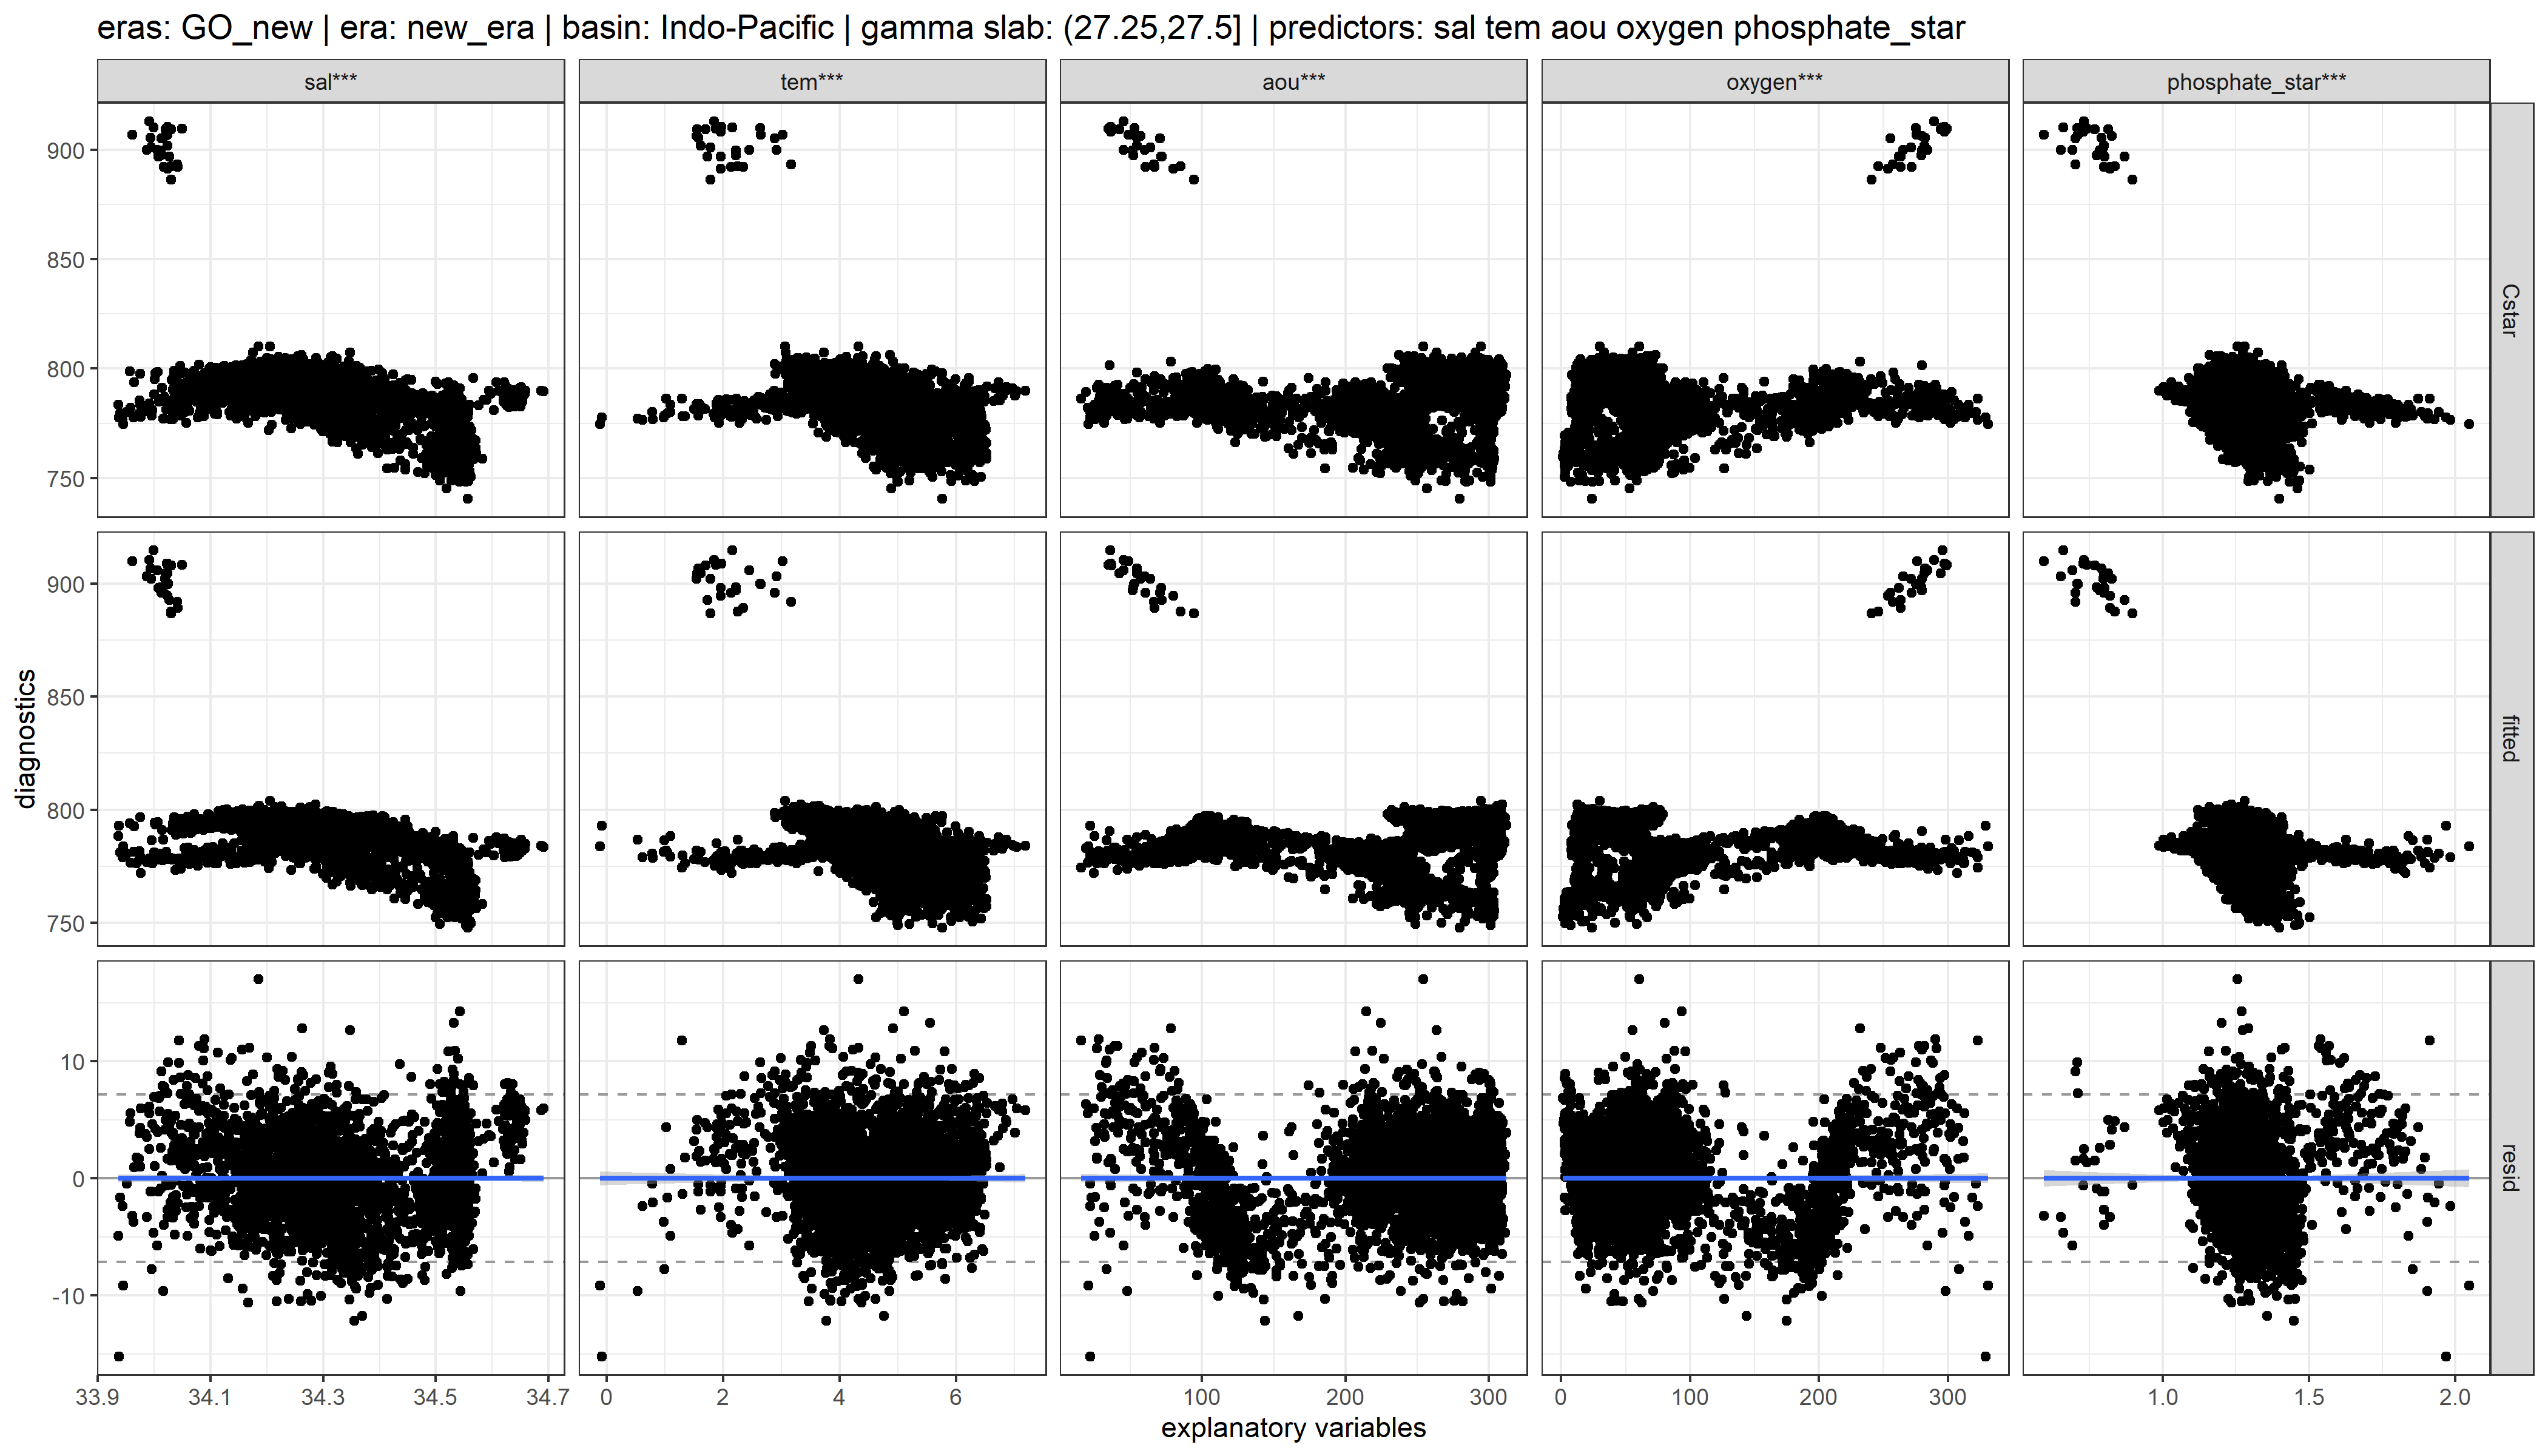 eras: GO_new | era: new_era | basin: Indo-Pacific | gamma slab: (27.25,27.5] | predictors: sal tem aou oxygen phosphate_star
sal*** tem*** aou*** oxygen*** phosphate_star***
900
850
800
750
Cstar
900
850
800
750
fitted
diagnostics
10
0
-10
resid
33.9 34.1 34.3 34.5 34.7 0 2 4 6 100 200 300 0 100 200 300 1.0 1.5 2.0
explanatory variables